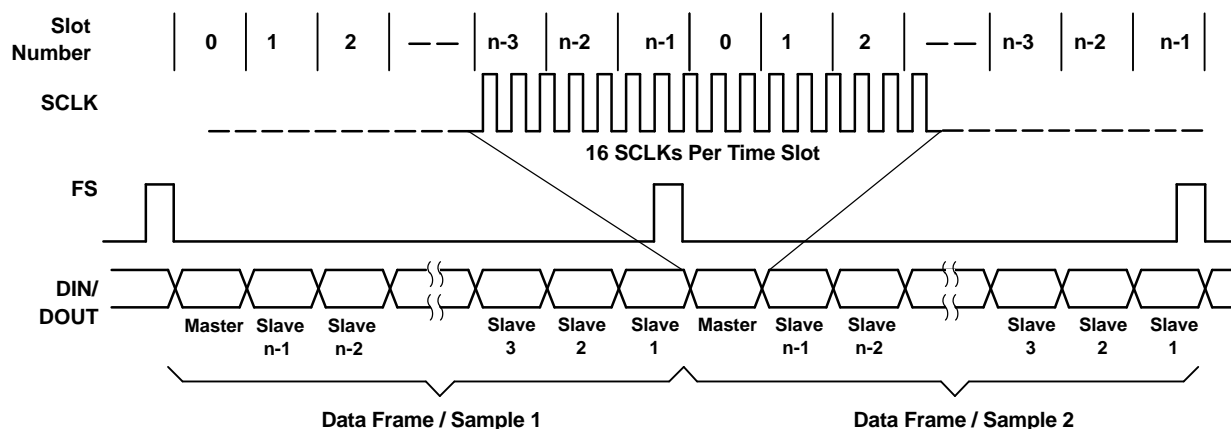 Slot
Number
0 1 2 n-3 n-2 n-1 0 1 2 n-3 n-2 n-1
SCLK
16 SCLKs Per Time Slot
FS
DIN/
DOUT
Master Slave Slave Slave Slave Slave Master Slave Slave Slave Slave Slave
n-1 n-2 3 2 1 n-1 n-2 3 2 1
Data Frame / Sample 1 Data Frame / Sample 2